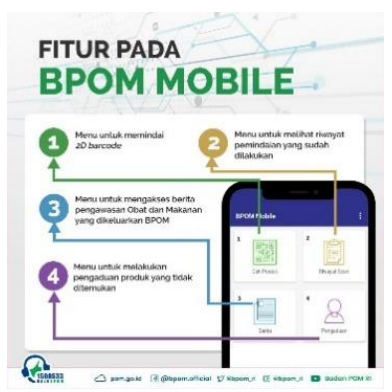 FITUR PADA
BPOM MOBILE
1
Menu untuk memindai
2D barcode
2
Menu untuk melihat riwayat
pemindaian yang sudah
dilakukan
3
Menu untuk mengakses berita
pengawasan Obat dan Makanan
yang dikeluarkan BPOM
4
Menu untuk melakukan
pengaduan produk yang tidak
ditemukan
BPOM Mobile
1
2
Cek Produk
Riwayat Scan
3
4
Berita
Pengaduan
1500533
pom.go.id @bpom.official @bpom_ri @bpom_ri Badan POM RI